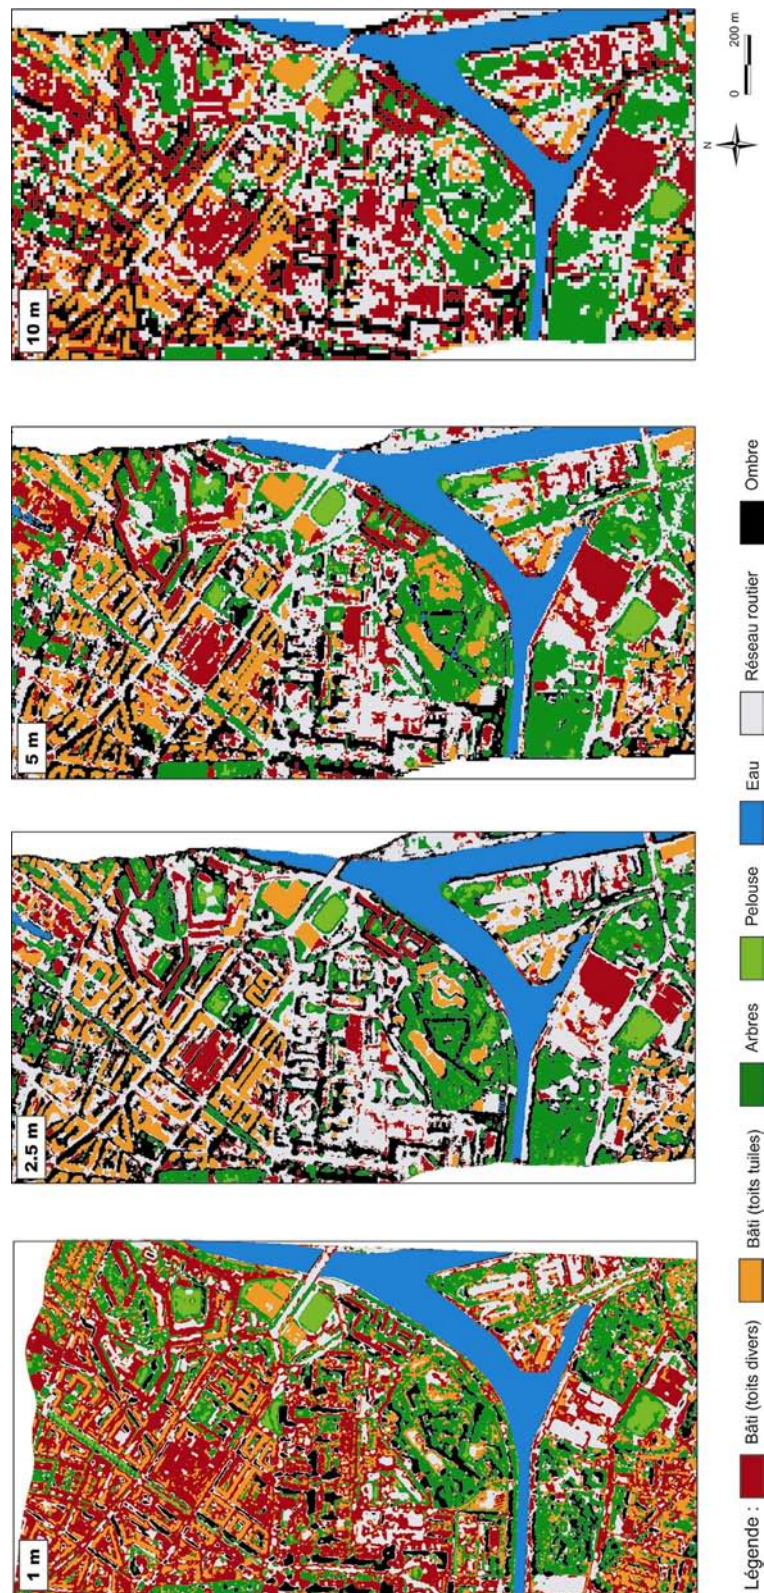 1 m
2.5 m
5 m
10 m
Légende :
Bâti (toits divers)
Bâti (toits tuiles)
Arbres
Pelouse
Eau
Réseau routier
Ombre
N
0
200 m